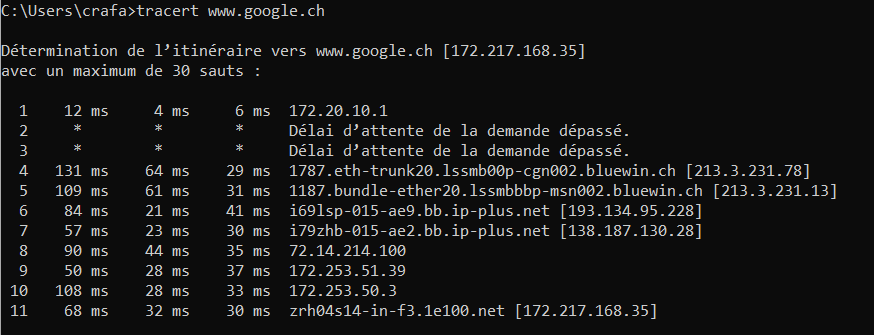 C:\Users\crafa>tracert www.google.ch
Détermination de l’itinéraire vers www.google.ch [172.217.168.35]
avec un maximum de 30 sauts :
1 12 ms 4 ms 6 ms 172.20.10.1
2 * * * Délai d’attente de la demande dépassé.
3 * * * Délai d’attente de la demande dépassé.
4 131 ms 64 ms 29 ms 1787.eth-trunk20.lssmb00p-cgn002.bluewin.ch [213.3.231.78]
5 109 ms 61 ms 31 ms 1187.bundle-ether20.lssmbbbp-msn002.bluewin.ch [213.3.231.13]
6 84 ms 21 ms 41 ms i69lsp-015-ae9.bb.ip-plus.net [193.134.95.228]
7 57 ms 23 ms 30 ms i79zhb-015-ae2.bb.ip-plus.net [138.187.130.28]
8 90 ms 44 ms 35 ms 72.14.214.100
9 50 ms 28 ms 37 ms 172.253.51.39
10 108 ms 28 ms 33 ms 172.253.50.3
11 68 ms 32 ms 30 ms zrh04s14-in-f3.1e100.net [172.217.168.35]